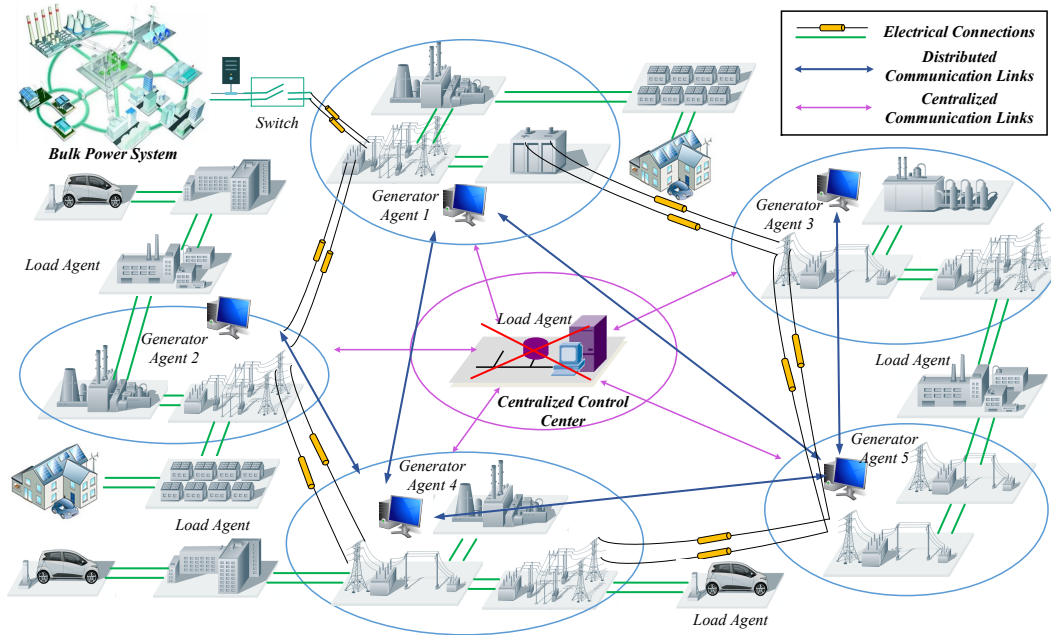 Electrical Connections
Distributed
Communication Links
Centralized
Communication Links
Switch
Bulk Power System
Generator
Agent 1
Generator
Agent 3
Load Agent
Generator
Agent 2
Load Agent
Load Agent
Centralized Control
Center
Generator
Agent 4
Generator
Agent 5
Load Agent
Load Agent
Load Agent